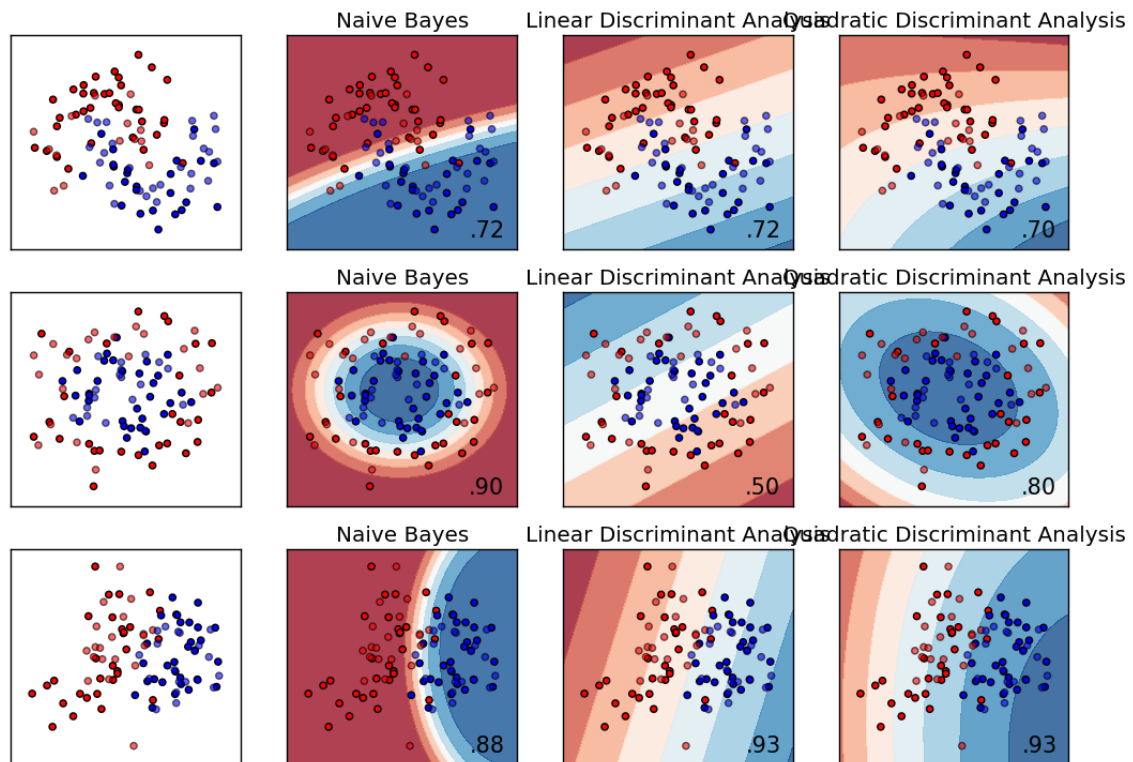 Naive Bayes
Linear Discriminant Analysis
Quadratic Discriminant Analysis
.72
.72
.70
Naive Bayes
Linear Discriminant Analysis
Quadratic Discriminant Analysis
.90
.50
.80
Naive Bayes
Linear Discriminant Analysis
Quadratic Discriminant Analysis
.88
.93
.93